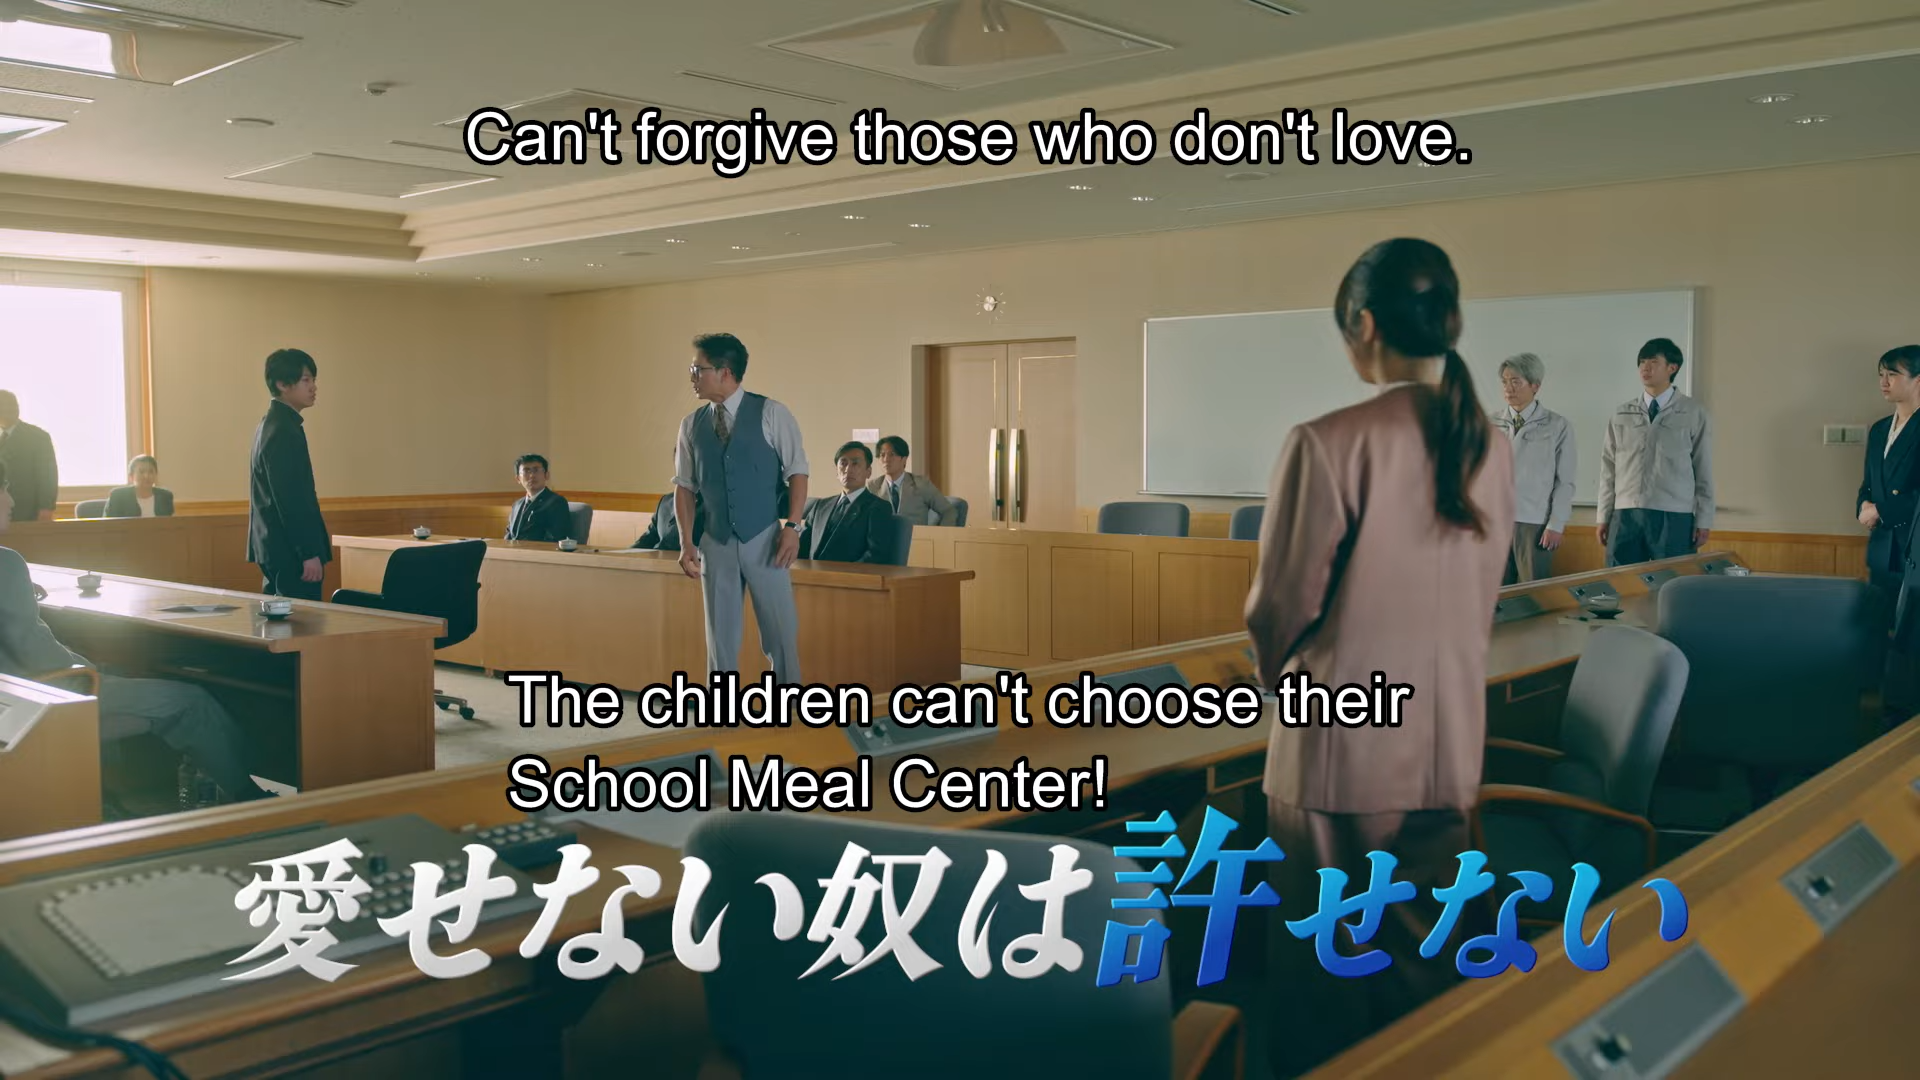 Can't forgive those who don't love.
The children can't choose their
School Meal Center!
愛せない奴は許せない